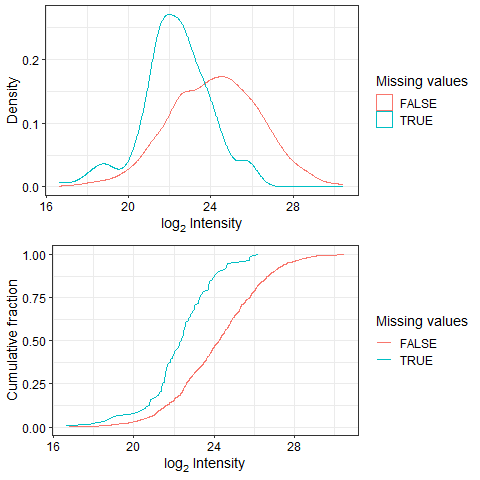 Density
0.2
0.1
0.0
16 20 24 28
log2 Intensity
Missing values
FALSE
TRUE
Cumulative fraction
1.00
0.75
0.50
0.25
0.00
16 20 24 28
log2 Intensity
Missing values
FALSE
TRUE